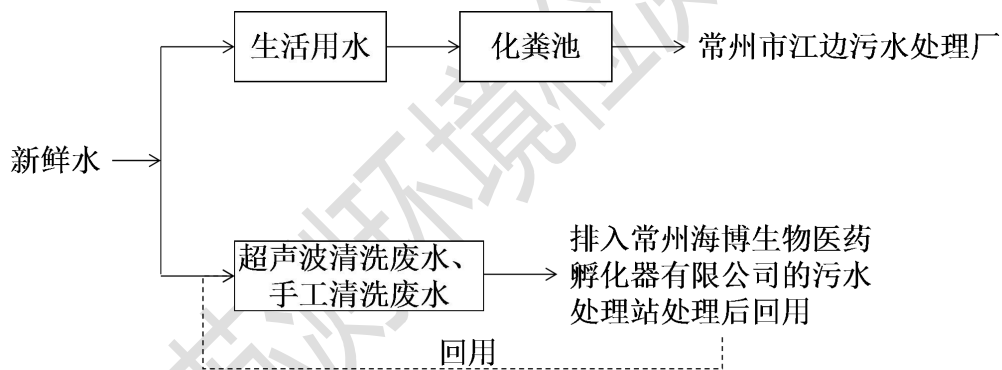 生活用水
化粪池
常州市江边污水处理厂
新鲜水
超声波清洗废水、
手工清洗废水
排入常州海博生物医药
孵化器有限公司的污水
处理站处理后回用
回用